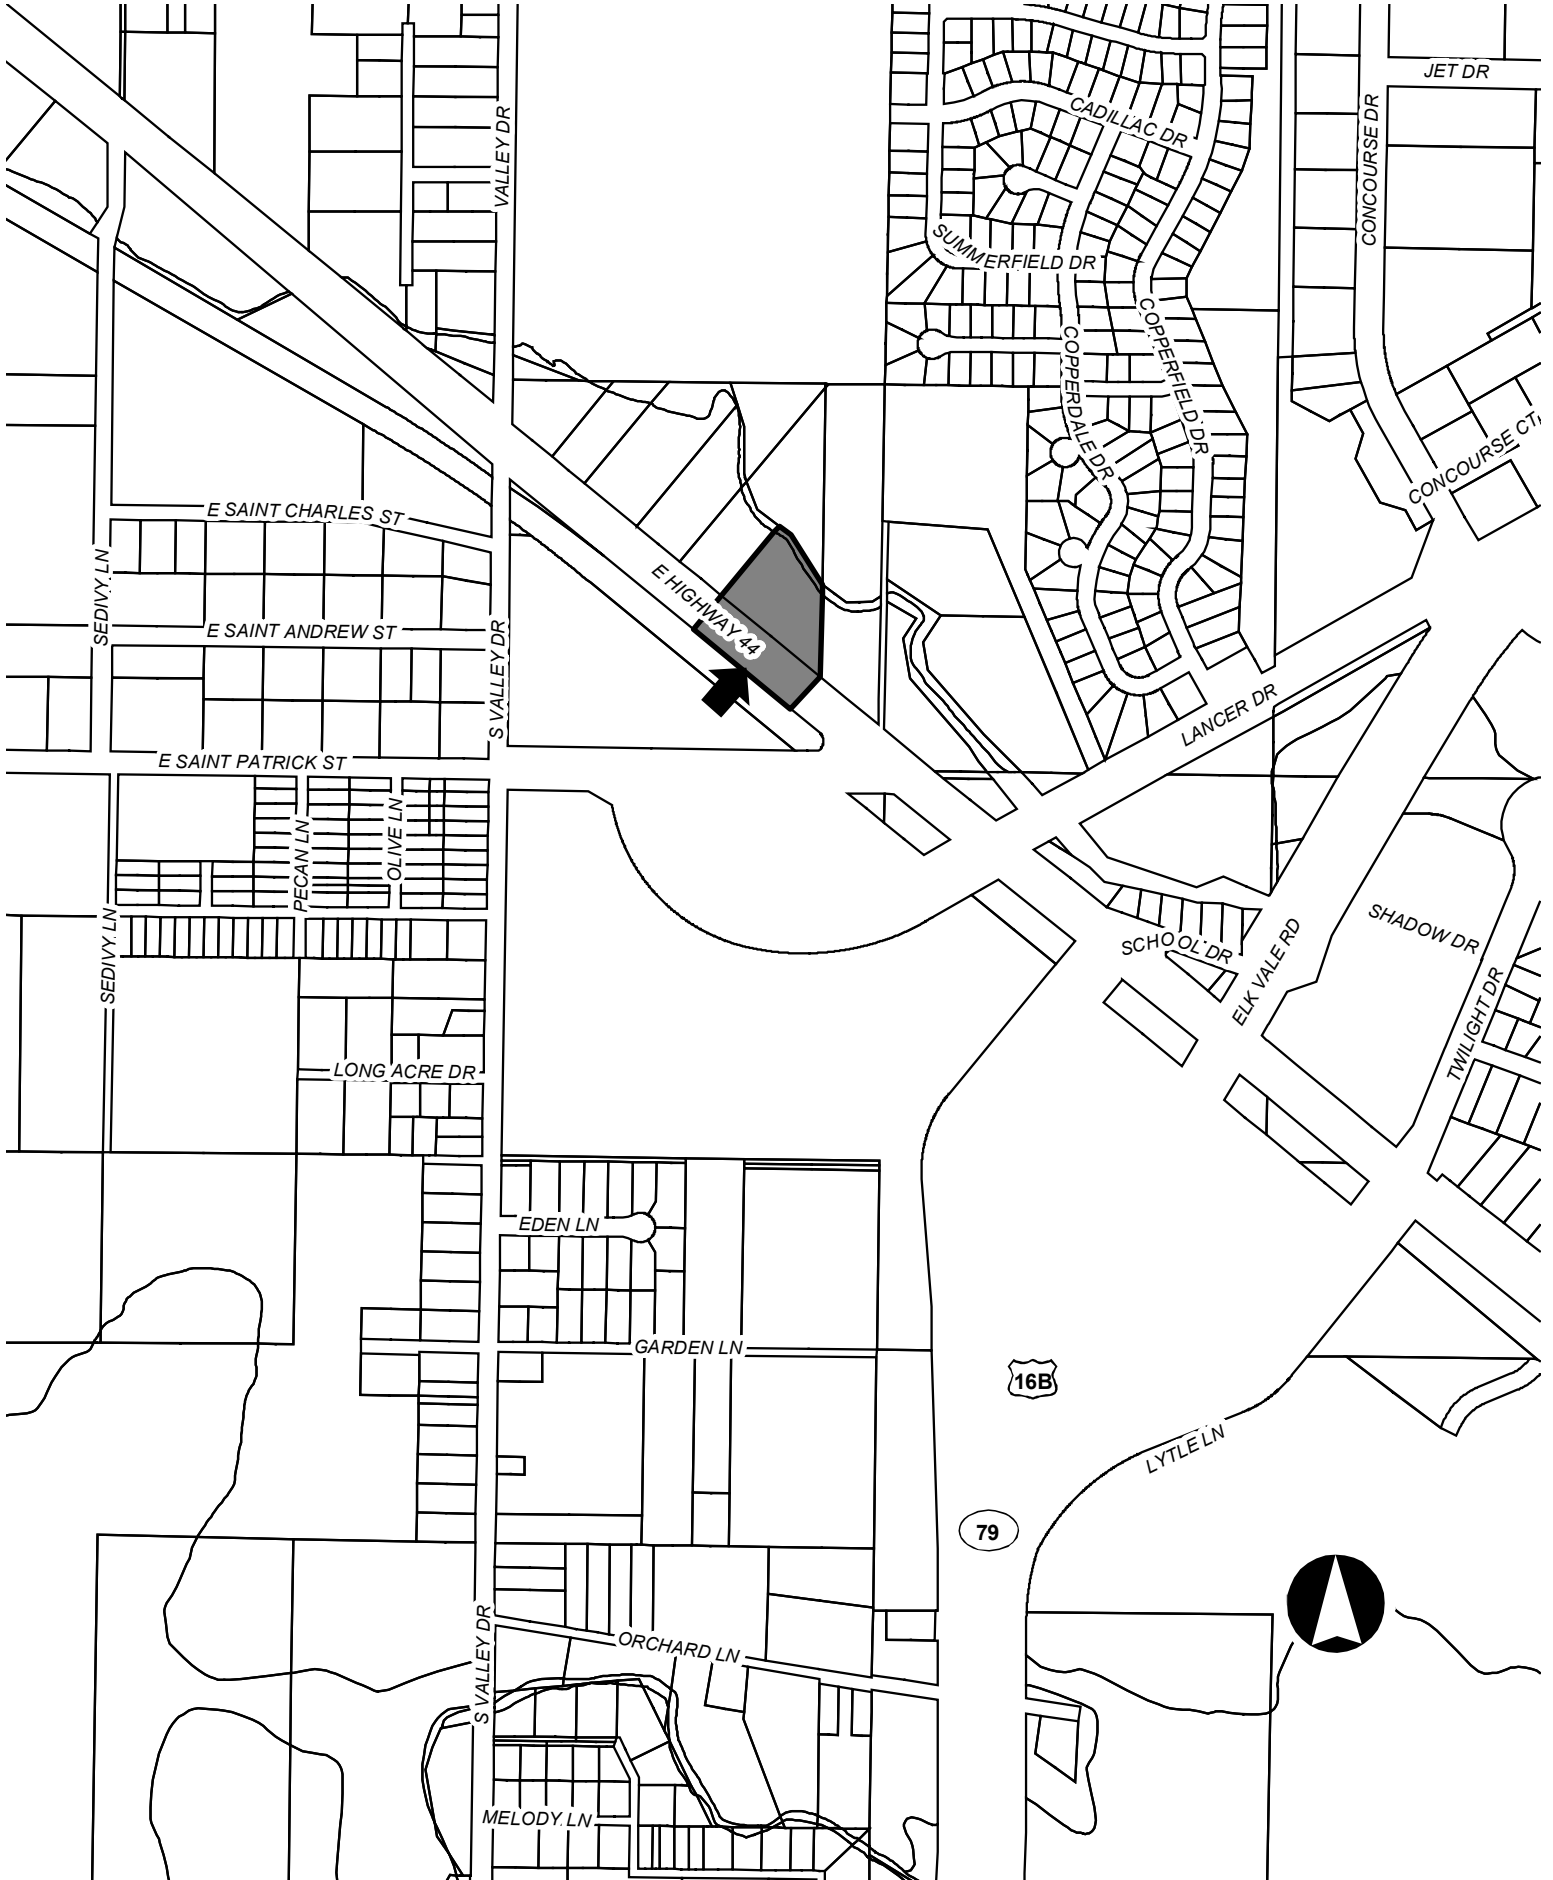 JET DR
CADILLAC DR
CONCOURSE DR
VALLEY DR
SUMMERFIELD DR
COPPERFIELD DR
COPPERDALE DR
CONCOURSE CT
E SAINT CHARLES ST
SEDIVY LN
E HIGHWAY 44
E SAINT ANDREW ST
S VALLEY DR
LANCER DR
E SAINT PATRICK ST
PECAN LN
OLIVE LN
SEDIVY LN
SCHOOL DR
SHADOW DR
ELK VALE RD
TWILIGHT DR
LONG ACRE DR
EDEN LN
GARDEN LN
16B
LYTLE LN
79
S VALLEY DR
ORCHARD LN
MELODY LN